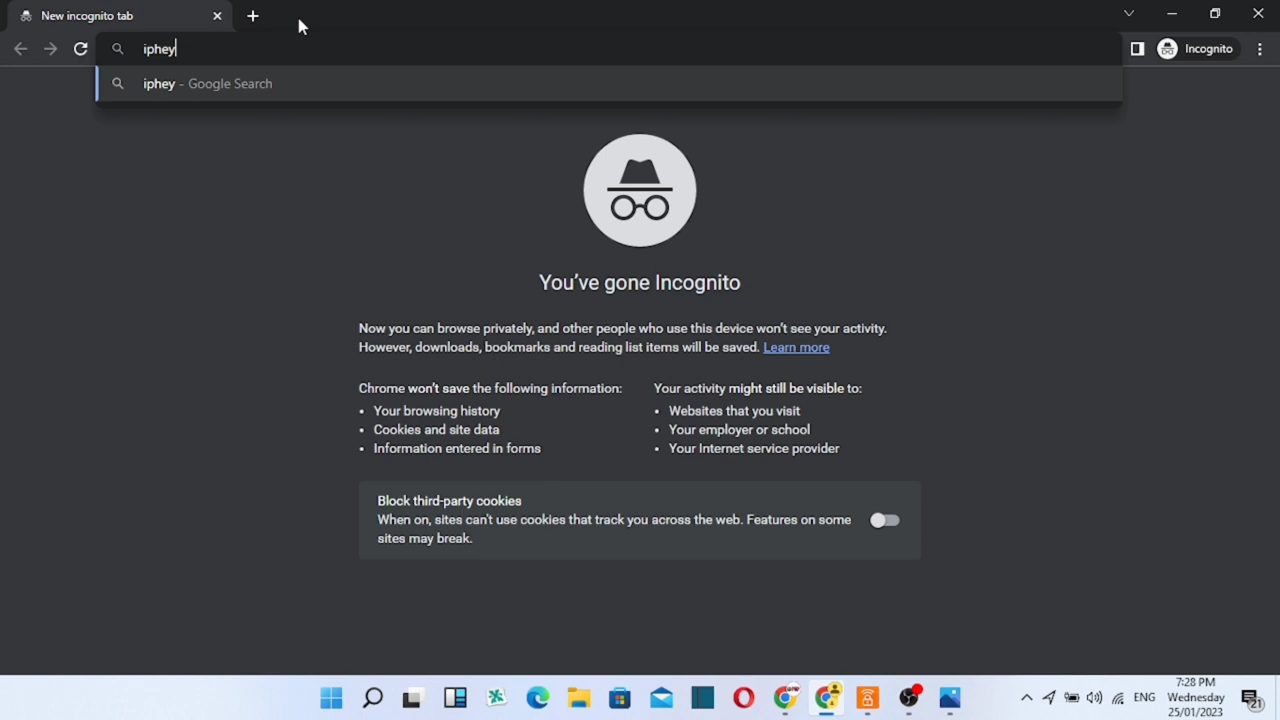 New incognito tab
iphey
Incognito
iphey - Google Search
You've gone Incognito
Now you can browse privately, and other people who use this device won't see your activity.
However, downloads, bookmarks and reading list items will be saved. Learn more
Chrome won't save the following information:
Your browsing history
Cookies and site data
Information entered in forms
Your activity might still be visible to:
Websites that you visit
Your employer or school
Your Internet service provider
Block third-party cookies
When on, sites can't use cookies that track you across the web. Features on some
sites may break.
ENG
7:28 PM
Wednesday
25/01/2023
21